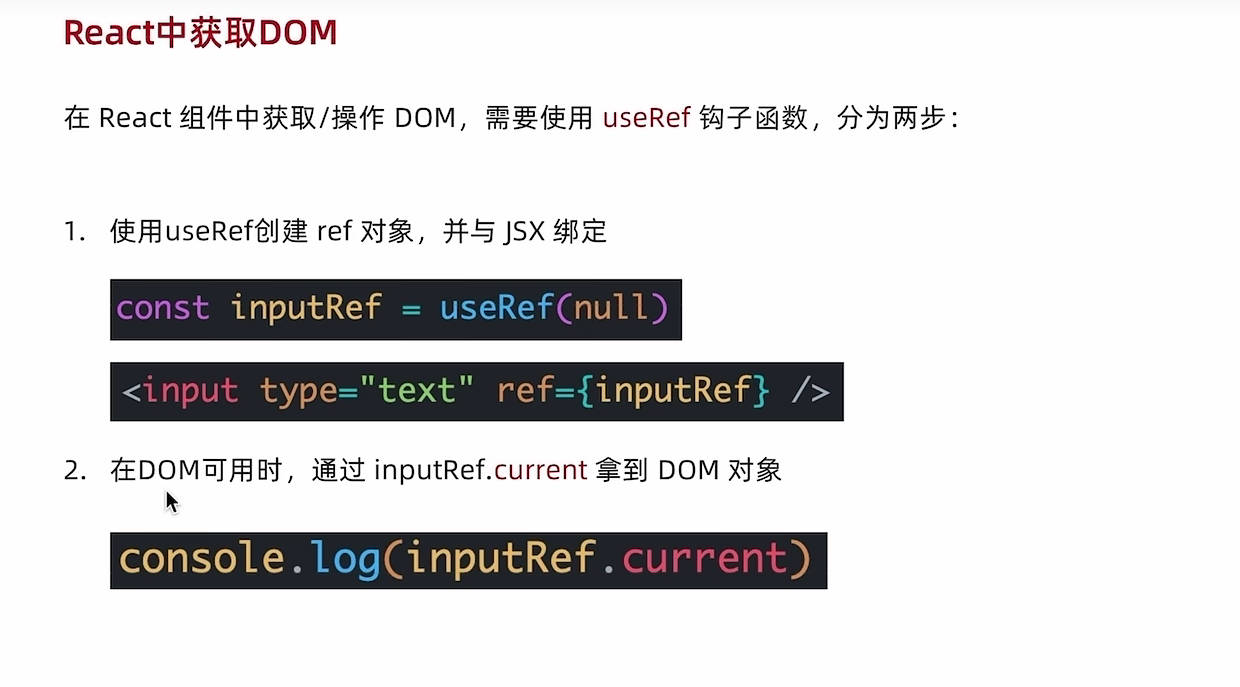 React中获取DOM
在 React 组件中获取/操作 DOM，需要使用 useRef 钩子函数，分为两步：
1. 使用useRef创建 ref 对象，并与 JSX 绑定
const inputRef = useRef(null)
<input type="text" ref={inputRef} />
2. 在DOM可用时，通过 inputRef.current 拿到 DOM 对象
console.log(inputRef.current)